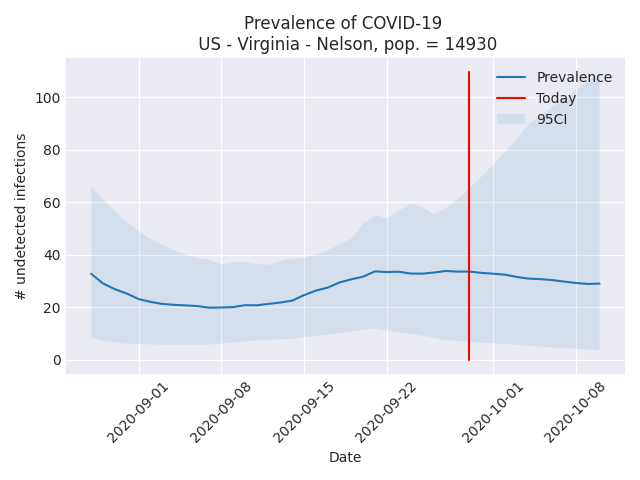 Prevalence of COVID-19
US - Virginia - Nelson, pop. = 14930
Prevalence
Today
95CI
# undetected infections
100
80
60
40
20
0
2020-09-01
2020-09-08
2020-09-15
2020-09-22
2020-10-01
2020-10-08
Date